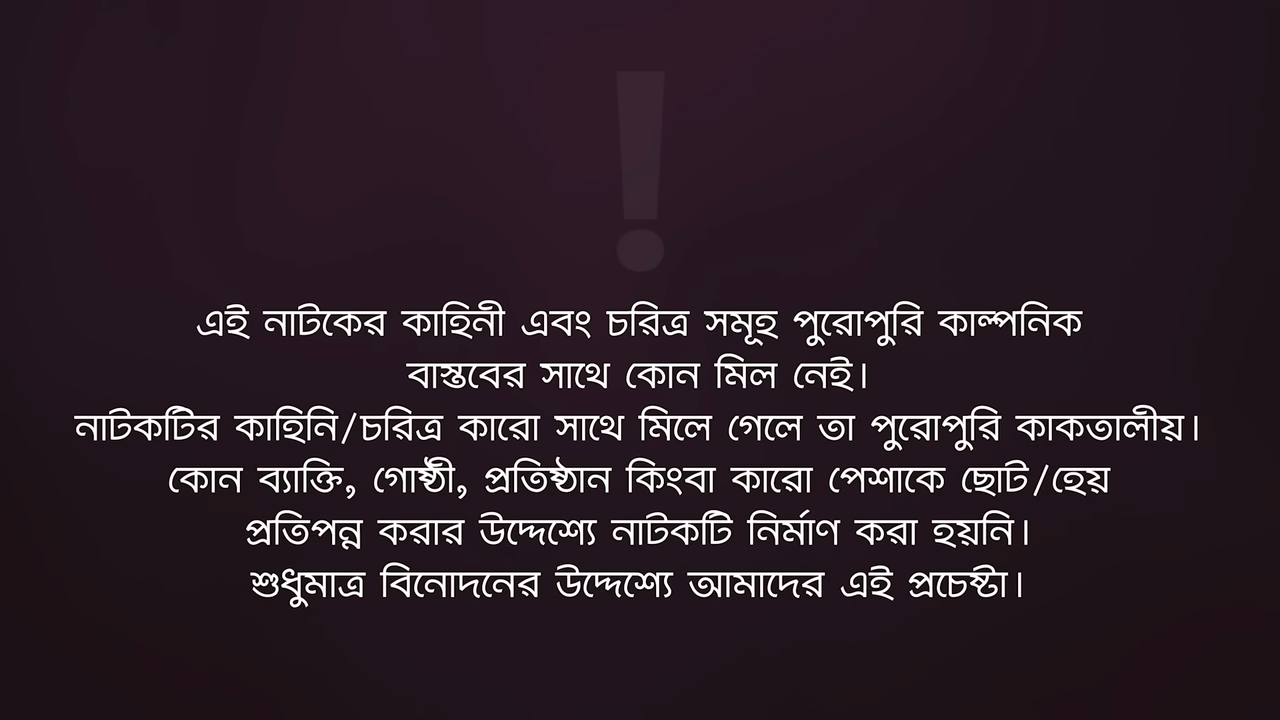 এই নাটকের কাহিনী এবং চরিত্র সমূহ পুরোপুরি কাল্পনিক
বাস্তবের সাথে কোন মিল নেই।
নাটকটির কাহিনি/চরিত্র কারো সাথে মিলে গেলে তা পুরোপুরি কাকতালীয়।
কোন ব্যাক্তি, গোষ্ঠী, প্রতিষ্ঠান কিংবা কারো পেশাকে ছোট/হেয়
প্রতিপন্ন করার উদ্দেশ্যে নাটকটি নির্মাণ করা হয়নি।
শুধুমাত্র বিনোদনের উদ্দেশ্যে আমাদের এই প্রচেষ্টা।